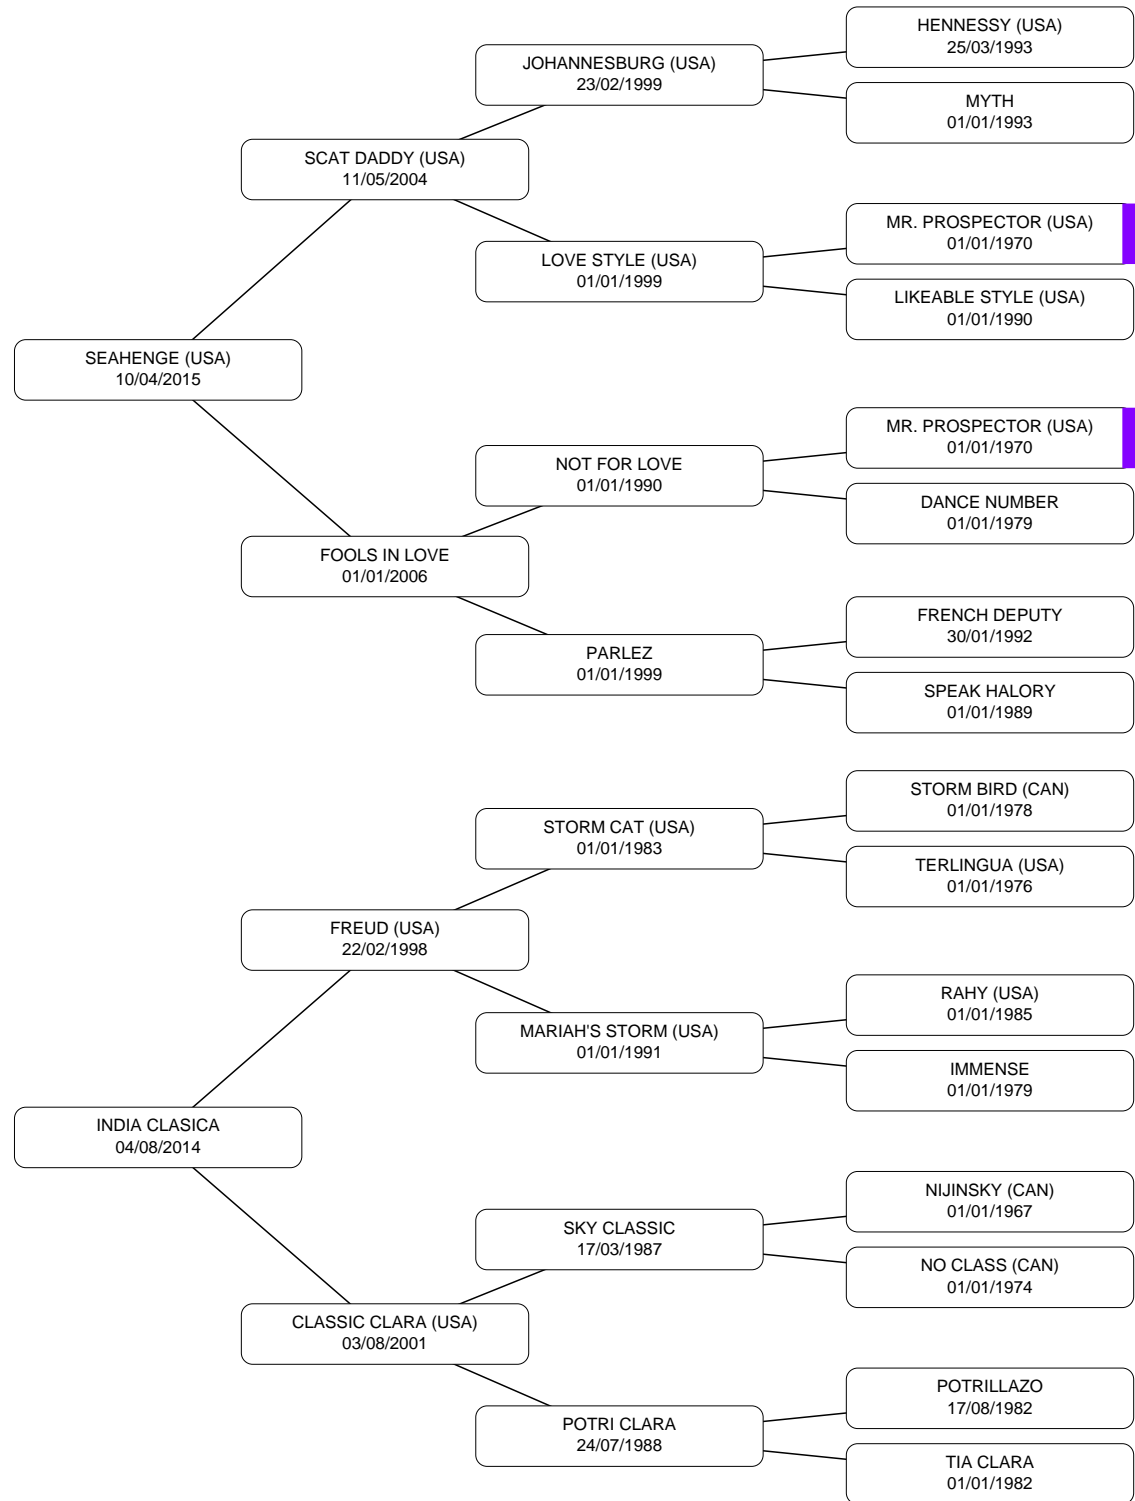 HENNESSY (USA)
25/03/1993
JOHANNESBURG (USA)
23/02/1999
MYTH
01/01/1993
SCAT DADDY (USA)
11/05/2004
MR. PROSPECTOR (USA)
01/01/1970
LOVE STYLE (USA)
01/01/1999
LIKEABLE STYLE (USA)
01/01/1990
SEAHENGE (USA)
10/04/2015
MR. PROSPECTOR (USA)
01/01/1970
NOT FOR LOVE
01/01/1990
DANCE NUMBER
01/01/1979
FOOLS IN LOVE
01/01/2006
FRENCH DEPUTY
30/01/1992
PARLEZ
01/01/1999
SPEAK HALORY
01/01/1989
STORM BIRD (CAN)
01/01/1978
STORM CAT (USA)
01/01/1983
TERLINGUA (USA)
01/01/1976
FREUD (USA)
22/02/1998
RAHY (USA)
01/01/1985
MARIAH'S STORM (USA)
01/01/1991
IMMENSE
01/01/1979
INDIA CLASICA
04/08/2014
NIJINSKY (CAN)
01/01/1967
SKY CLASSIC
17/03/1987
NO CLASS (CAN)
01/01/1974
CLASSIC CLARA (USA)
03/08/2001
POTRILLAZO
17/08/1982
POTRI CLARA
24/07/1988
TIA CLARA
01/01/1982